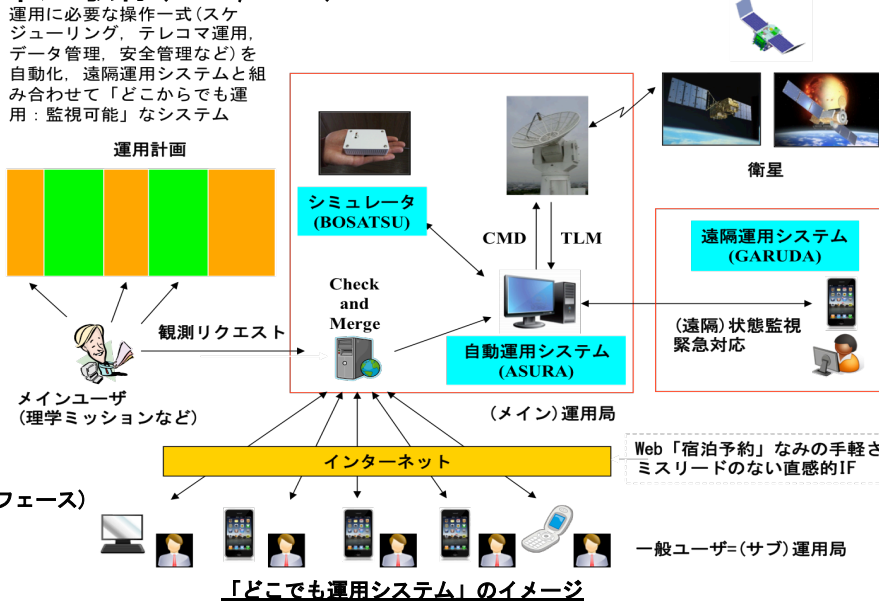 運用に必要な操作一式(スケ
ジューリング, テレコマ運用,
データ管理, 安全管理など)を
自動化, 遠隔運用システムと組
み合わせて「どこからでも運
用：監視可能」なシステム
運用計画
シミュレータ
(BOSATSU)
衛星
CMD
TLM
遠隔運用システム
(GARUDA)
Check
and
Merge
観測リクエスト
(遠隔)状態監視
緊急対応
自動運用システム
(ASURA)
メインユーザ
(理学ミッションなど)
(メイン)運用局
インターネット
Web「宿泊予約」なみの手軽さ
ミスリードのない直感的IF
フェース)
一般ユーザ=(サブ)運用局
「どこでも運用システム」のイメージ